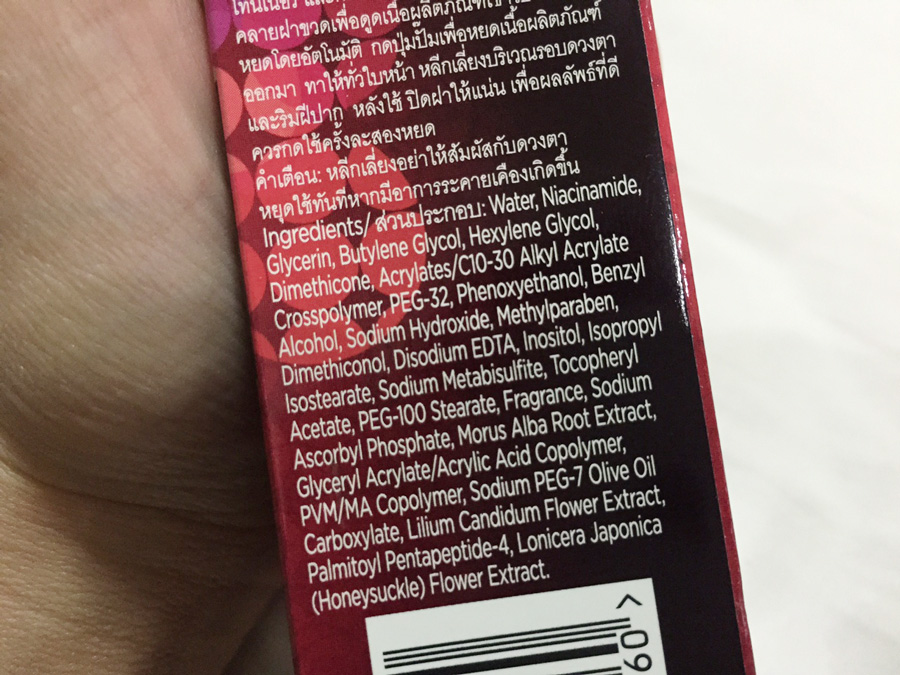 คลายฝาขวดเพื่อดูดเนื้อผลิตภัณฑ์
หยดโดยอัตโนมัติ กดปุ่มปั๊มเพื่อหยดเนื้อผลิตภัณฑ์
ออกมา ทาให้ทั่วใบหน้า หลีกเลี่ยงบริเวณรอบดวงตา
และริมฝีปาก หลังใช้ ปิดฝาให้แน่น เพื่อผลลัพธ์ที่ดี
ควรกดใช้ครั้งละสองหยด
คำเตือน: หลีกเลี่ยงอย่าให้สัมผัสกับดวงตา
หยุดใช้ทันทีหากมีอาการระคายเคืองเกิดขึ้น
Ingredients/ ส่วนประกอบ: Water, Niacinamide,
Glycerin, Butylene Glycol, Hexylene Glycol,
Dimethicone, Acrylates/C10-30 Alkyl Acrylate
Crosspolymer, PEG-32, Phenoxyethanol, Benzyl
Alcohol, Sodium Hydroxide, Methylparaben,
Dimethiconol, Disodium EDTA, Inositol, Isopropyl
Isostearate, Sodium Metabisulfite, Tocopheryl
Acetate, PEG-100 Stearate, Fragrance, Sodium
Ascorbyl Phosphate, Morus Alba Root Extract,
Glyceryl Acrylate/Acrylic Acid Copolymer,
PVM/MA Copolymer, Sodium PEG-7 Olive Oil
Carboxylate, Lilium Candidum Flower Extract,
Palmitoyl Pentapeptide-4, Lonicera Japonica
(Honeysuckle) Flower Extract.
< 09